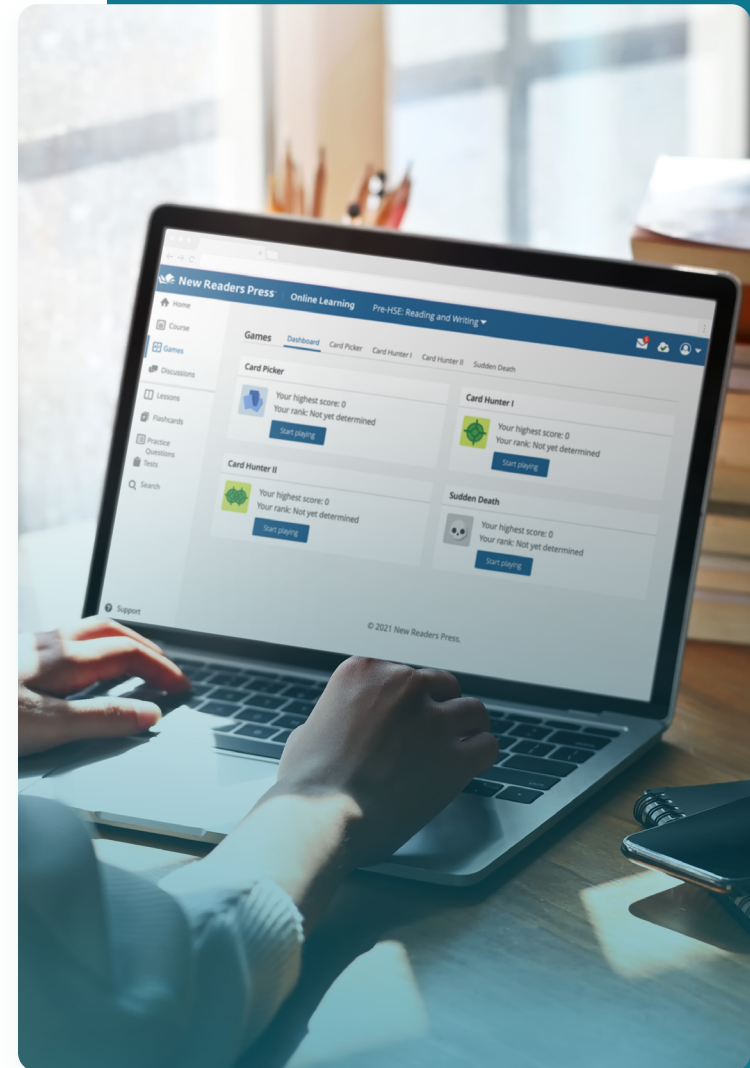 New Readers Press
Online Learning
Pre-HSE: Reading and Writing
Home
Course
Games
Discussions
Lessons
Flashcards
Practice
Questions
Tests
Search
Support
Games
Dashboard
Card Picker
Card Hunter I
Card Hunter II
Sudden Death
Card Picker
Your highest score: 0
Your rank: Not yet determined
Start playing
Card Hunter I
Your highest score: 0
Your rank: Not yet determined
Start playing
Card Hunter II
Your highest score: 0
Your rank: Not yet determined
Start playing
Sudden Death
Your highest score: 0
Your rank: Not yet determined
Start playing
© 2021 New Readers Press.